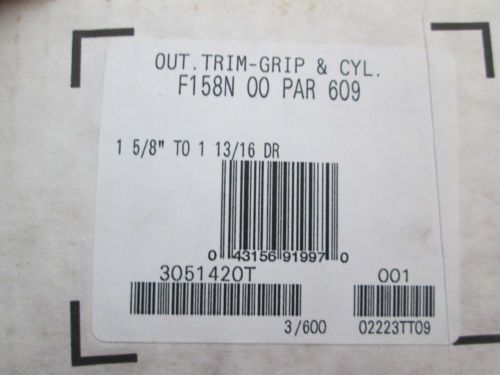 OUT.TRIM-GRIP & CYL.
F158N 00 PAR 609
1 5/8" TO 1 13/16 DR
0 43156 91997 0
3051420T
001
3/600
02223TT09